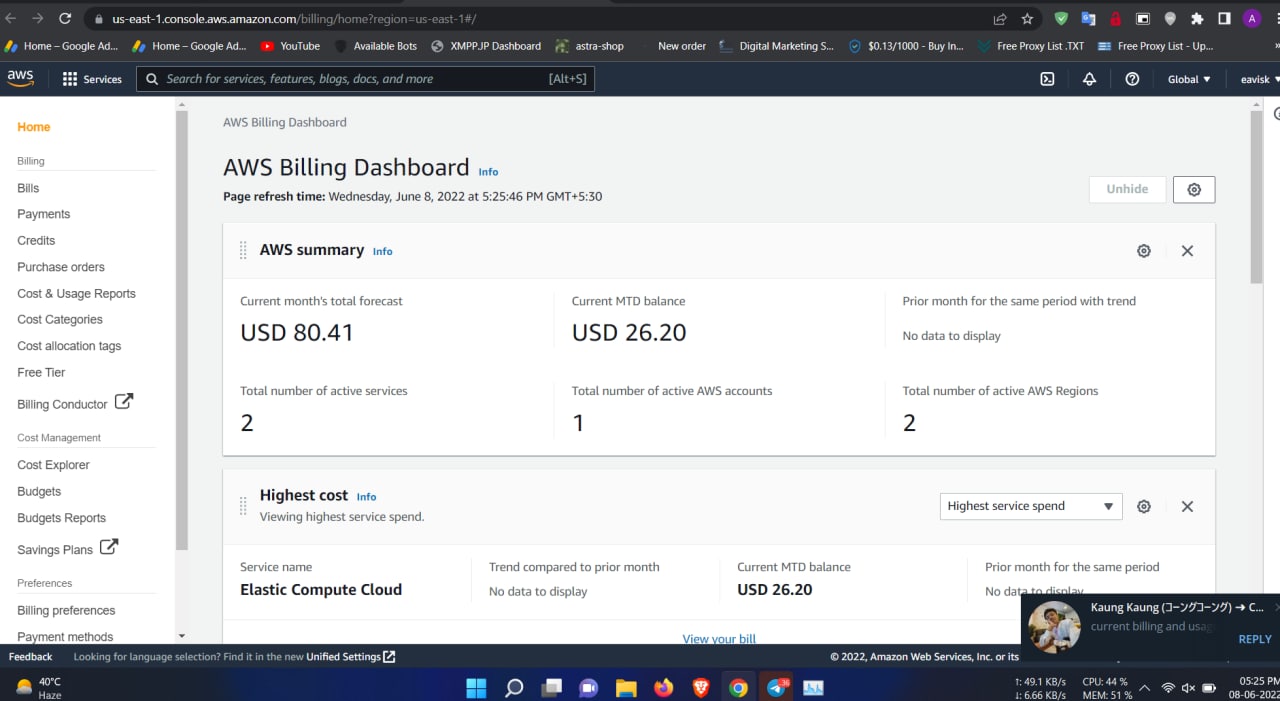 us-east-1.console.aws.amazon.com/billing/home?region=us-east-1#/
A
Home – Google Ad...
Home – Google Ad...
YouTube
Available Bots
XMPPJP Dashboard
astra-shop
New order
Digital Marketing S...
$0.13/1000 - Buy In...
Free Proxy List .TXT
Free Proxy List - Up...
aws
Services
Search for services, features, blogs, docs, and more
[Alt+S]
Global
eavisk
Home
Billing
Bills
Payments
Credits
Purchase orders
Cost & Usage Reports
Cost Categories
Cost allocation tags
Free Tier
Billing Conductor
Cost Management
Cost Explorer
Budgets
Budgets Reports
Savings Plans
Preferences
Billing preferences
Payment methods
AWS Billing Dashboard
AWS Billing Dashboard Info
Page refresh time: Wednesday, June 8, 2022 at 5:25:46 PM GMT+5:30
Unhide
AWS summary Info
Current month's total forecast
USD 80.41
Current MTD balance
USD 26.20
Prior month for the same period with trend
No data to display
Total number of active services
2
Total number of active AWS accounts
1
Total number of active AWS Regions
2
Highest cost Info
Viewing highest service spend.
Highest service spend
Service name
Elastic Compute Cloud
Trend compared to prior month
No data to display
Current MTD balance
USD 26.20
Prior month for the same period
No data to display
View your bill
Kaung Kaung (コーングコーング) ➔ C...
current billing and usag
REPLY
Feedback
Looking for language selection? Find it in the new Unified Settings
© 2022, Amazon Web Services, Inc. or its
40°C
Haze
36
↑: 49.1 KB/s
↓: 6.66 KB/s
CPU: 44 %
MEM: 51 %
05:25 PM
08-06-2022